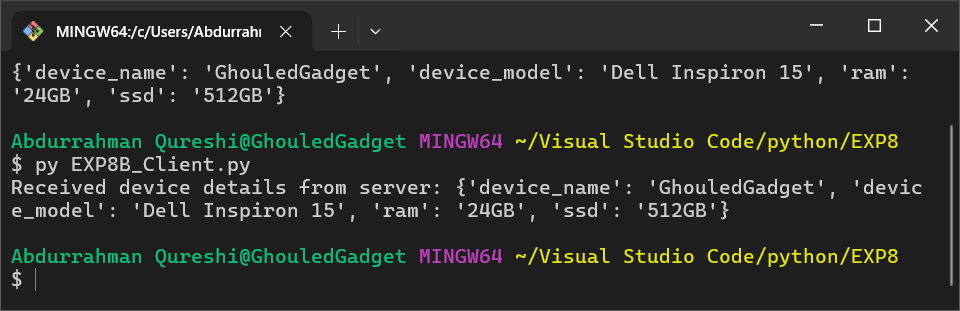 MINGW64:/c/Users/Abdurrahr
{'device_name': 'GhouledGadget', 'device_model': 'Dell Inspiron 15', 'ram':
'24GB', 'ssd': '512GB'}
Abdurrahman Qureshi@GhouledGadget MINGW64 ~/Visual Studio Code/python/EXP8
$ py EXP8B_Client.py
Received device details from server: {'device_name': 'GhouledGadget', 'devic
e_model': 'Dell Inspiron 15', 'ram': '24GB', 'ssd': '512GB'}
Abdurrahman Qureshi@GhouledGadget MINGW64 ~/Visual Studio Code/python/EXP8
$